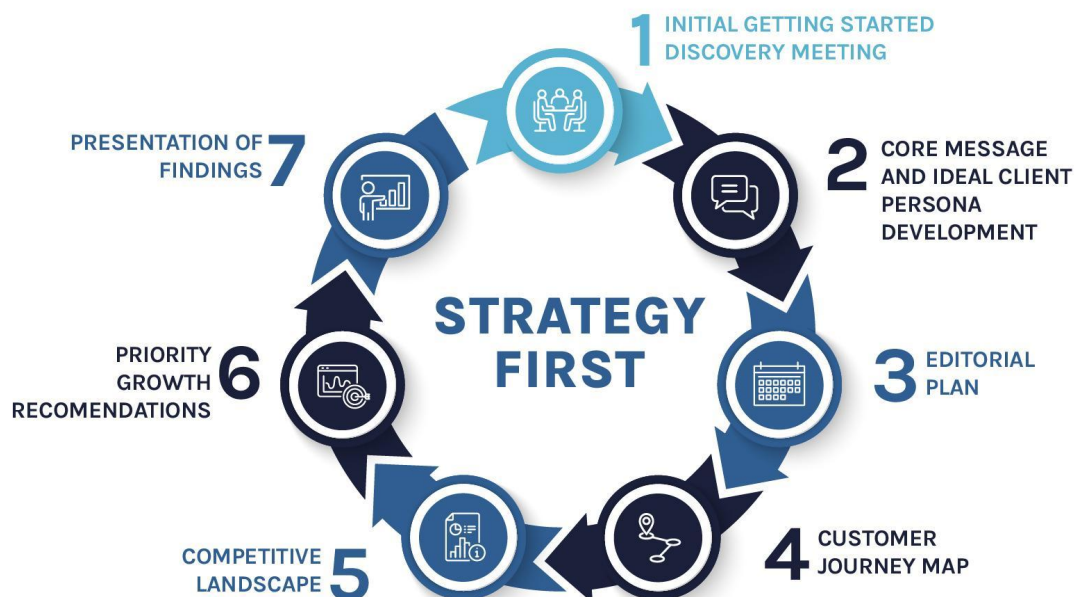 1 INITIAL GETTING STARTED
DISCOVERY MEETING
2 CORE MESSAGE
AND IDEAL CLIENT
PERSONA
DEVELOPMENT
3 EDITORIAL
PLAN
4 CUSTOMER
JOURNEY MAP
5 COMPETITIVE
LANDSCAPE
6 PRIORITY
GROWTH
RECOMENDATIONS
7 PRESENTATION OF
FINDINGS
STRATEGY
FIRST